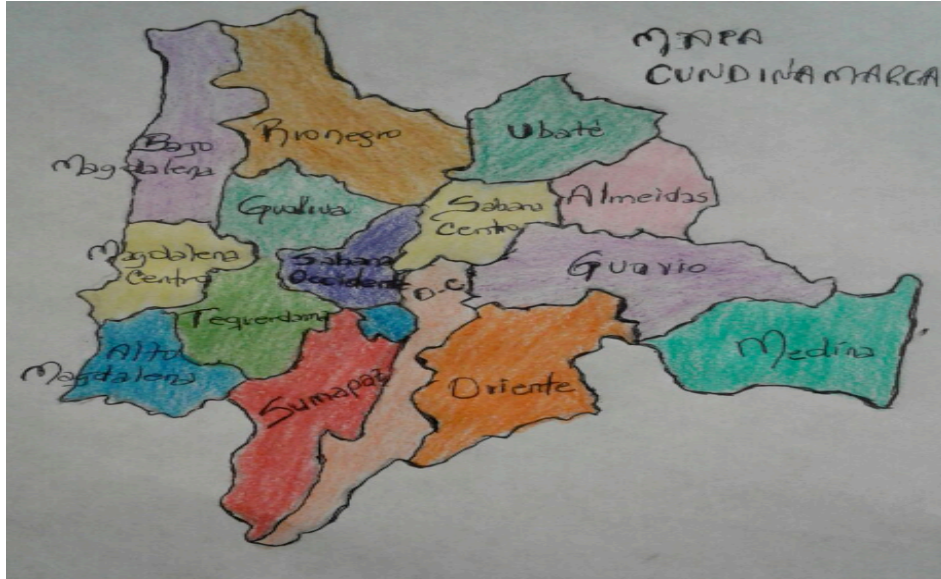 MAPA
CUNDINAMARCA
Rionegro
Ubaté
Bajo
Magdalena
Gualiva
Sabana
Centro
Almeidas
Magdalena
Centro
Sabana
Occidente
D.C
Guavio
Tequendama
Alto
Magdalena
Sumapaz
Oriente
Medina